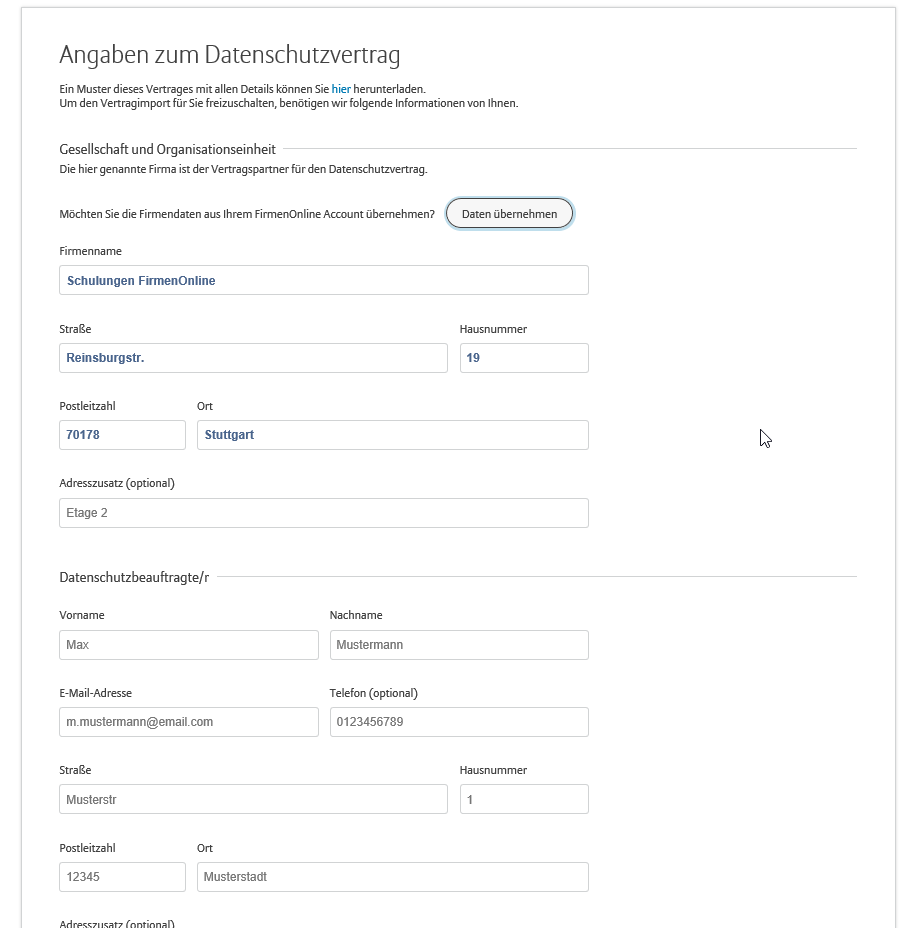 Angaben zum Datenschutzvertrag
Ein Muster dieses Vertrages mit allen Details können Sie hier herunterladen.
Um den Vertragimport für Sie freizuschalten, benötigen wir folgende Informationen von Ihnen.
Gesellschaft und Organisationseinheit
Die hier genannte Firma ist der Vertragspartner für den Datenschutzvertrag.
Möchten Sie die Firmendaten aus Ihrem FirmenOnline Account übernehmen? Daten übernehmen
Firmenname
Schulungen FirmenOnline
Straße Hausnummer
Reinsburgstr. 19
Postleitzahl Ort
70178 Stuttgart
Adresszusatz (optional)
Etage 2
Datenschutzbeauftragte/r
Vorname Nachname
Max Mustermann
E-Mail-Adresse Telefon (optional)
m.mustermann@email.com 0123456789
Straße Hausnummer
Musterstr 1
Postleitzahl Ort
12345 Musterstadt
Adresszusatz (optional)